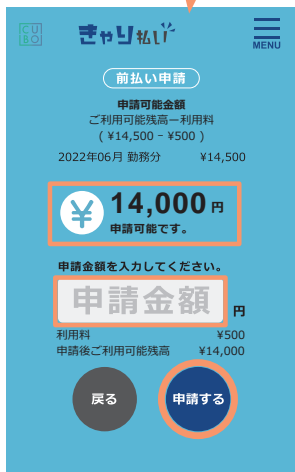 CU
BO
きゃり払い
MENU
前払い申請
申請可能金額
ご利用可能残高ー利用料
( ¥14,500 - ¥500 )
2022年06月 勤務分 ¥14,500
¥ 14,000 円
申請可能です。
申請金額を入力してください。
申請金額 円
利用料 ¥500
申請後ご利用可能残高 ¥14,000
戻る 申請する